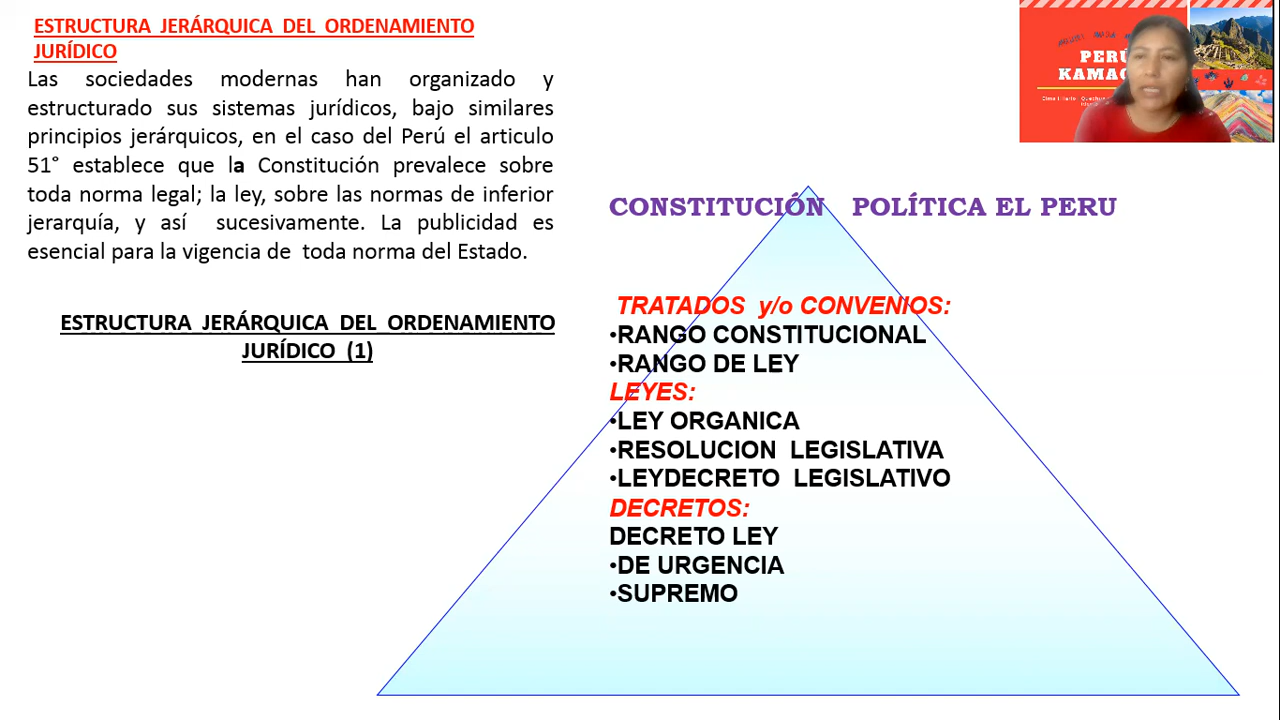 ESTRUCTURA JERÁRQUICA DEL ORDENAMIENTO
JURÍDICO
Las sociedades modernas han organizado y
estructurado sus sistemas jurídicos, bajo similares
principios jerárquicos, en el caso del Perú el articulo
51° establece que la Constitución prevalece sobre
toda norma legal; la ley, sobre las normas de inferior
jerarquía, y así sucesivamente. La publicidad es
esencial para la vigencia de toda norma del Estado.
ESTRUCTURA JERÁRQUICA DEL ORDENAMIENTO
JURÍDICO (1)
PERÚ
KAMAC
CONSTITUCIÓN POLÍTICA EL PERU
TRATADOS y/o CONVENIOS:
•RANGO CONSTITUCIONAL
•RANGO DE LEY
LEYES:
•LEY ORGANICA
•RESOLUCION LEGISLATIVA
•LEYDECRETO LEGISLATIVO
DECRETOS:
DECRETO LEY
•DE URGENCIA
•SUPREMO